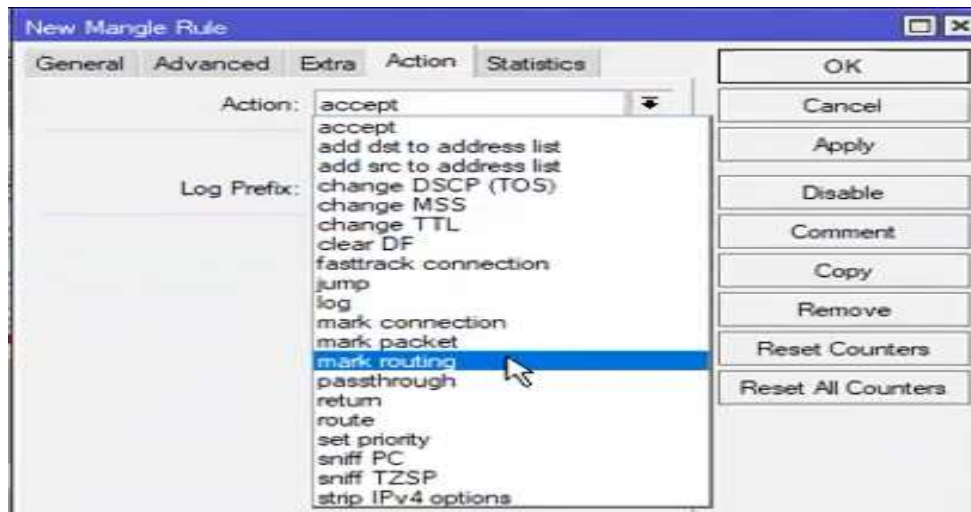 New Mangle Rule
General Advanced Extra Action Statistics
Action: accept
accept
add dst to address list
add src to address list
Log Prefix: change DSCP (TOS)
change MSS
change TTL
clear DF
fasttrack connection
jump
log
mark connection
mark packet
mark routing
passthrough
return
route
set priority
sniff PC
sniff TZSP
strip IPv4 options
OK
Cancel
Apply
Disable
Comment
Copy
Remove
Reset Counters
Reset All Counters